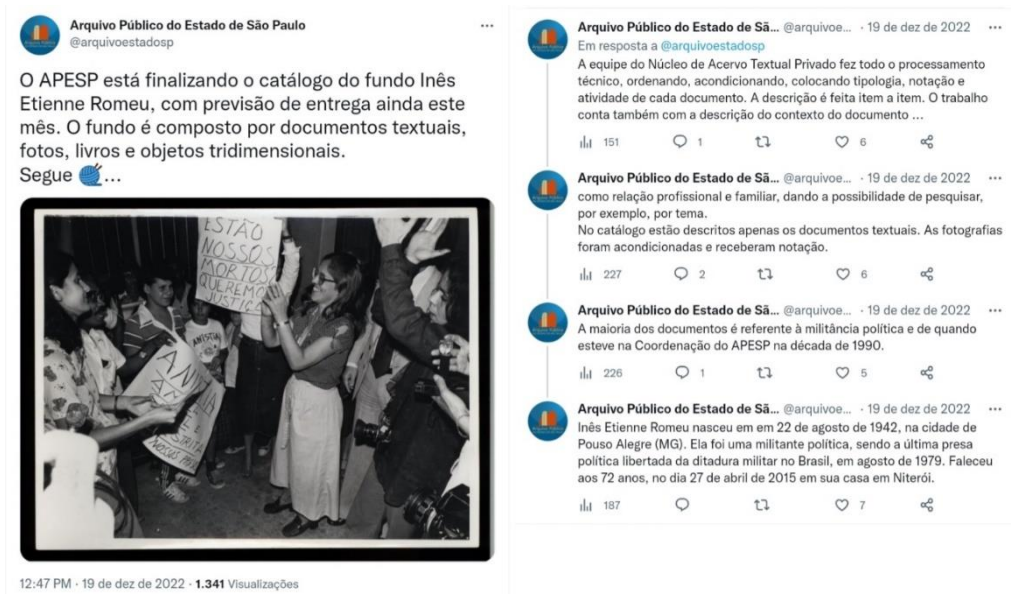 Arquivo Público do Estado de São Paulo
@arquivoestadosp
O APESP está finalizando o catálogo do fundo Inês
Etienne Romeu, com previsão de entrega ainda este
mês. O fundo é composto por documentos textuais,
fotos, livros e objetos tridimensionais.
Segue 🧶...
ESTÃO
NOSSOS
MORTOS
QUEREMOS
JUSTIÇA
ANISTIA
12:47 PM · 19 de dez de 2022 · 1.341 Visualizações
Arquivo Público do Estado de Sã... @arquivoe... · 19 de dez de 2022
Em resposta a @arquivoestadosp
A equipe do Núcleo de Acervo Textual Privado fez todo o processamento
técnico, ordenando, acondicionando, colocando tipologia, notação e
atividade de cada documento. A descrição é feita item a item. O trabalho
conta também com a descrição do contexto do documento ...
151 1 6
Arquivo Público do Estado de Sã... @arquivoe... · 19 de dez de 2022
como relação profissional e familiar, dando a possibilidade de pesquisar,
por exemplo, por tema.
No catálogo estão descritos apenas os documentos textuais. As fotografias
foram acondicionadas e receberam notação.
227 2 6
Arquivo Público do Estado de Sã... @arquivoe... · 19 de dez de 2022
A maioria dos documentos é referente à militância política e de quando
esteve na Coordenação do APESP na década de 1990.
226 1 5
Arquivo Público do Estado de Sã... @arquivoe... · 19 de dez de 2022
Inês Etienne Romeu nasceu em em 22 de agosto de 1942, na cidade de
Pouso Alegre (MG). Ela foi uma militante política, sendo a última presa
política libertada da ditadura militar no Brasil, em agosto de 1979. Faleceu
aos 72 anos, no dia 27 de abril de 2015 em sua casa em Niterói.
187 7